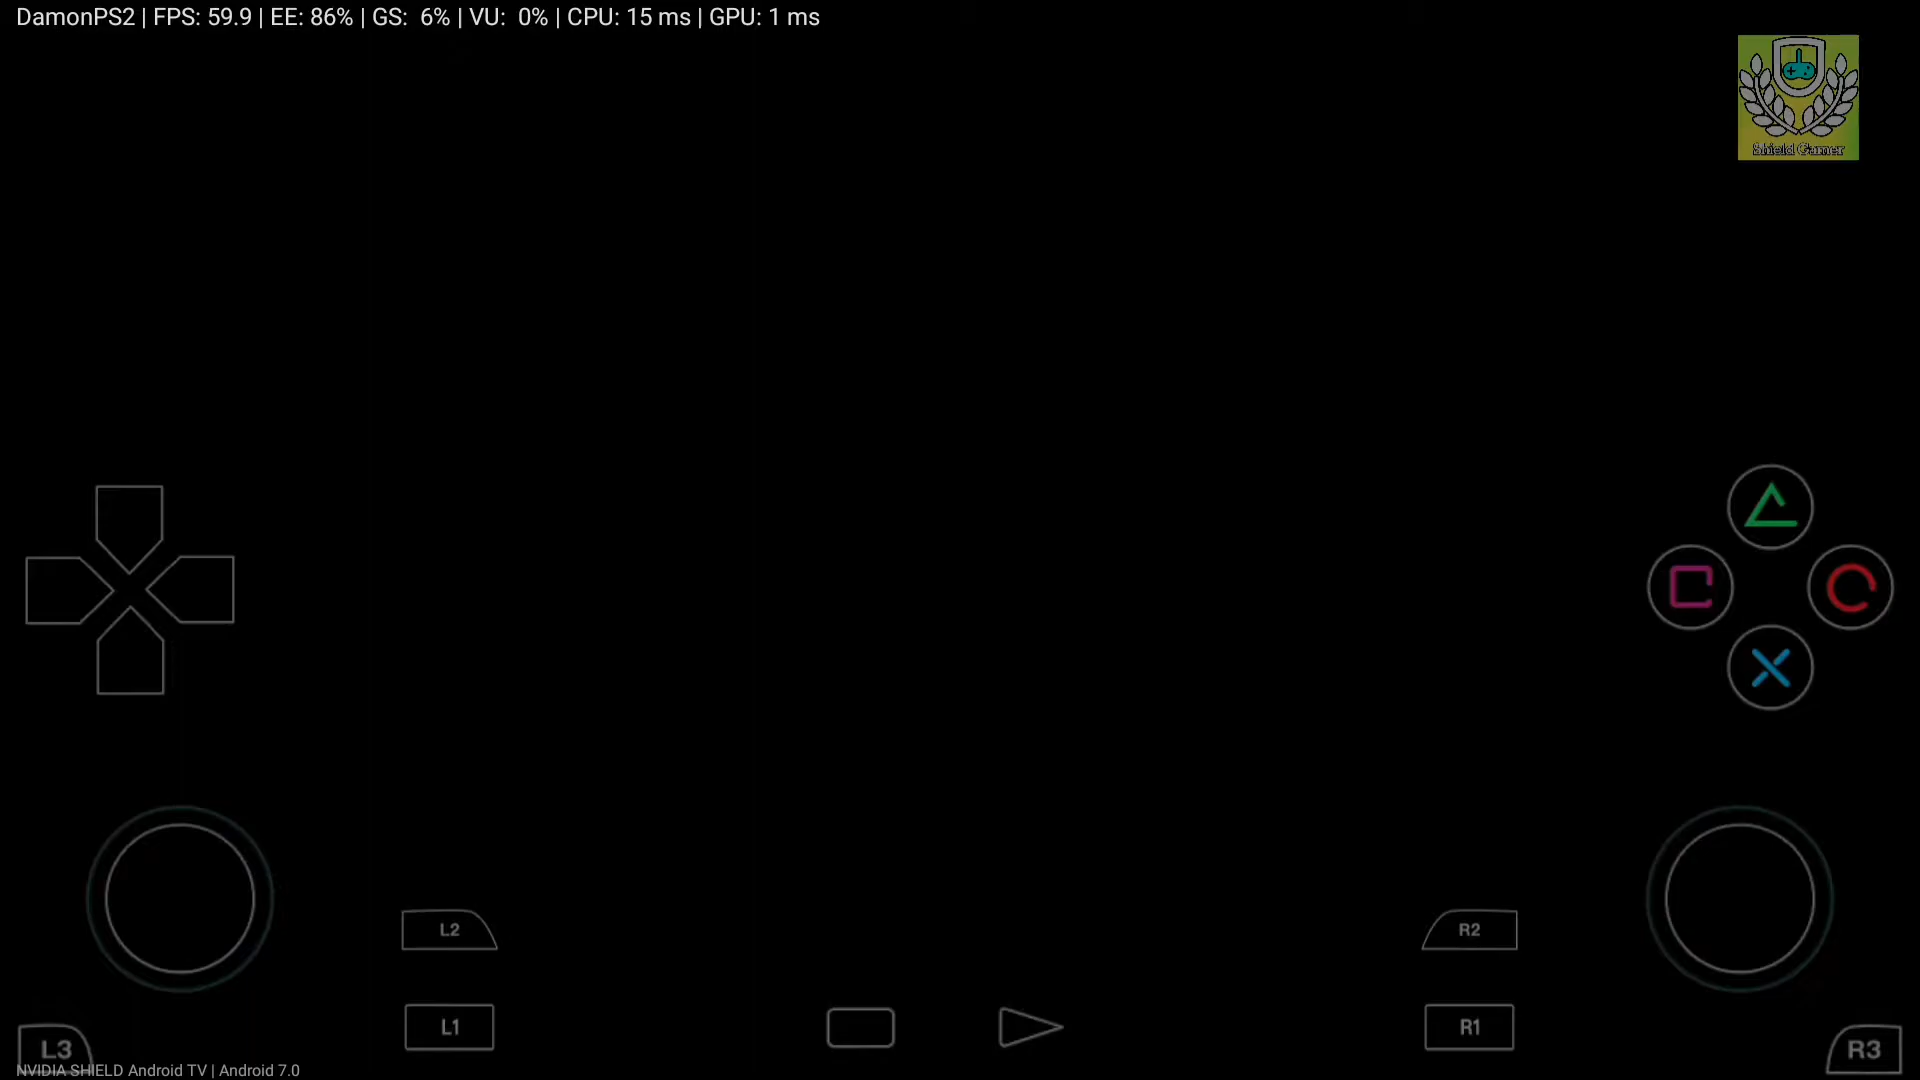 DamonPS2 | FPS: 59.9 | EE: 86% | GS:  6% | VU:  0% | CPU: 15 ms | GPU: 1 ms
Shield Gamer
L2
R2
L1
R1
L3
R3
NVIDIA SHIELD Android TV | Android 7.0